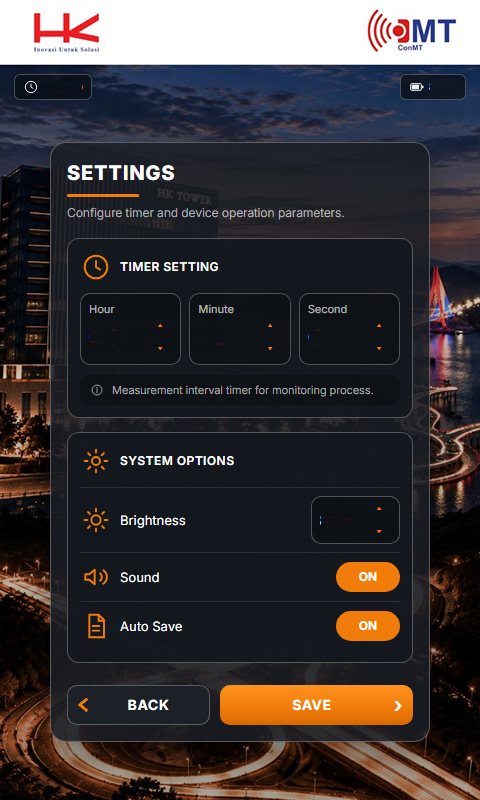 HK
Inovasi Untuk Solusi
MT
ConMT
HK TOWER
SETTINGS
Configure timer and device operation parameters.
TIMER SETTING
Hour
Minute
Second
Measurement interval timer for monitoring process.
SYSTEM OPTIONS
Brightness
Sound
ON
Auto Save
ON
BACK
SAVE